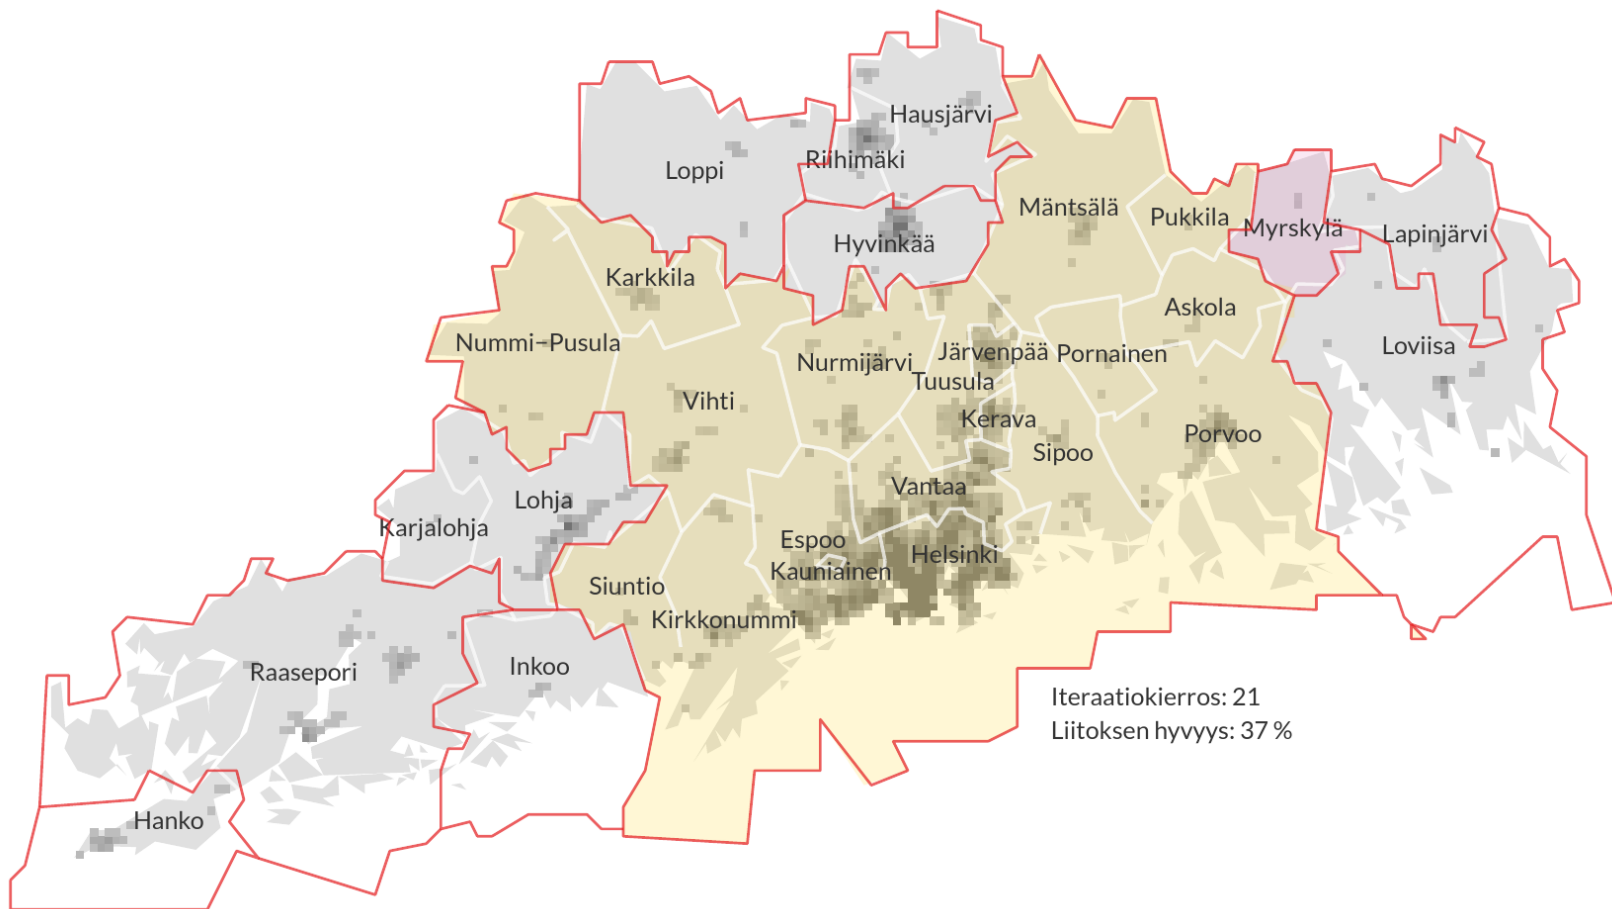 Hausjärvi
Riihimäki
Loppi
Mäntsälä
Pukkila
Myrskylä
Lapinjärvi
Hyvinkää
Karkkila
Askola
Nummi-Pusula
Nurmijärvi
Järvenpää
Pornainen
Loviisa
Tuusula
Vihti
Kerava
Sipoo
Porvoo
Vantaa
Lohja
Karjalohja
Espoo
Helsinki
Kauniainen
Siuntio
Kirkkonummi
Inkoo
Raasepori
Hanko
Iteraatiokierros: 21
Liitoksen hyvyys: 37 %